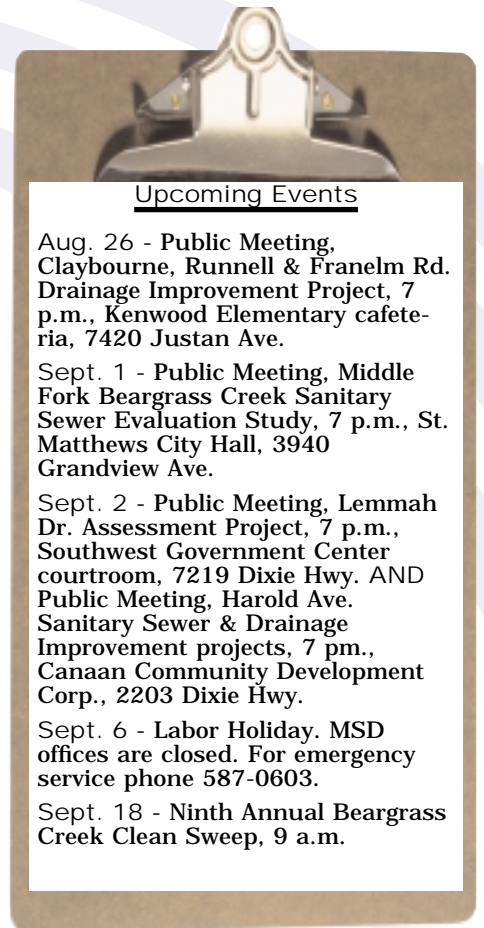 Upcoming Events
Aug. 26 - Public Meeting,
Claybourne, Runnell & Franelm Rd.
Drainage Improvement Project, 7
p.m., Kenwood Elementary cafete-
ria, 7420 Justan Ave.
Sept. 1 - Public Meeting, Middle
Fork Beargrass Creek Sanitary
Sewer Evaluation Study, 7 p.m., St.
Matthews City Hall, 3940
Grandview Ave.
Sept. 2 - Public Meeting, Lemmah
Dr. Assessment Project, 7 p.m.,
Southwest Government Center
courtroom, 7219 Dixie Hwy. AND
Public Meeting, Harold Ave.
Sanitary Sewer & Drainage
Improvement projects, 7 pm.,
Canaan Community Development
Corp., 2203 Dixie Hwy.
Sept. 6 - Labor Holiday. MSD
offices are closed. For emergency
service phone 587-0603.
Sept. 18 - Ninth Annual Beargrass
Creek Clean Sweep, 9 a.m.